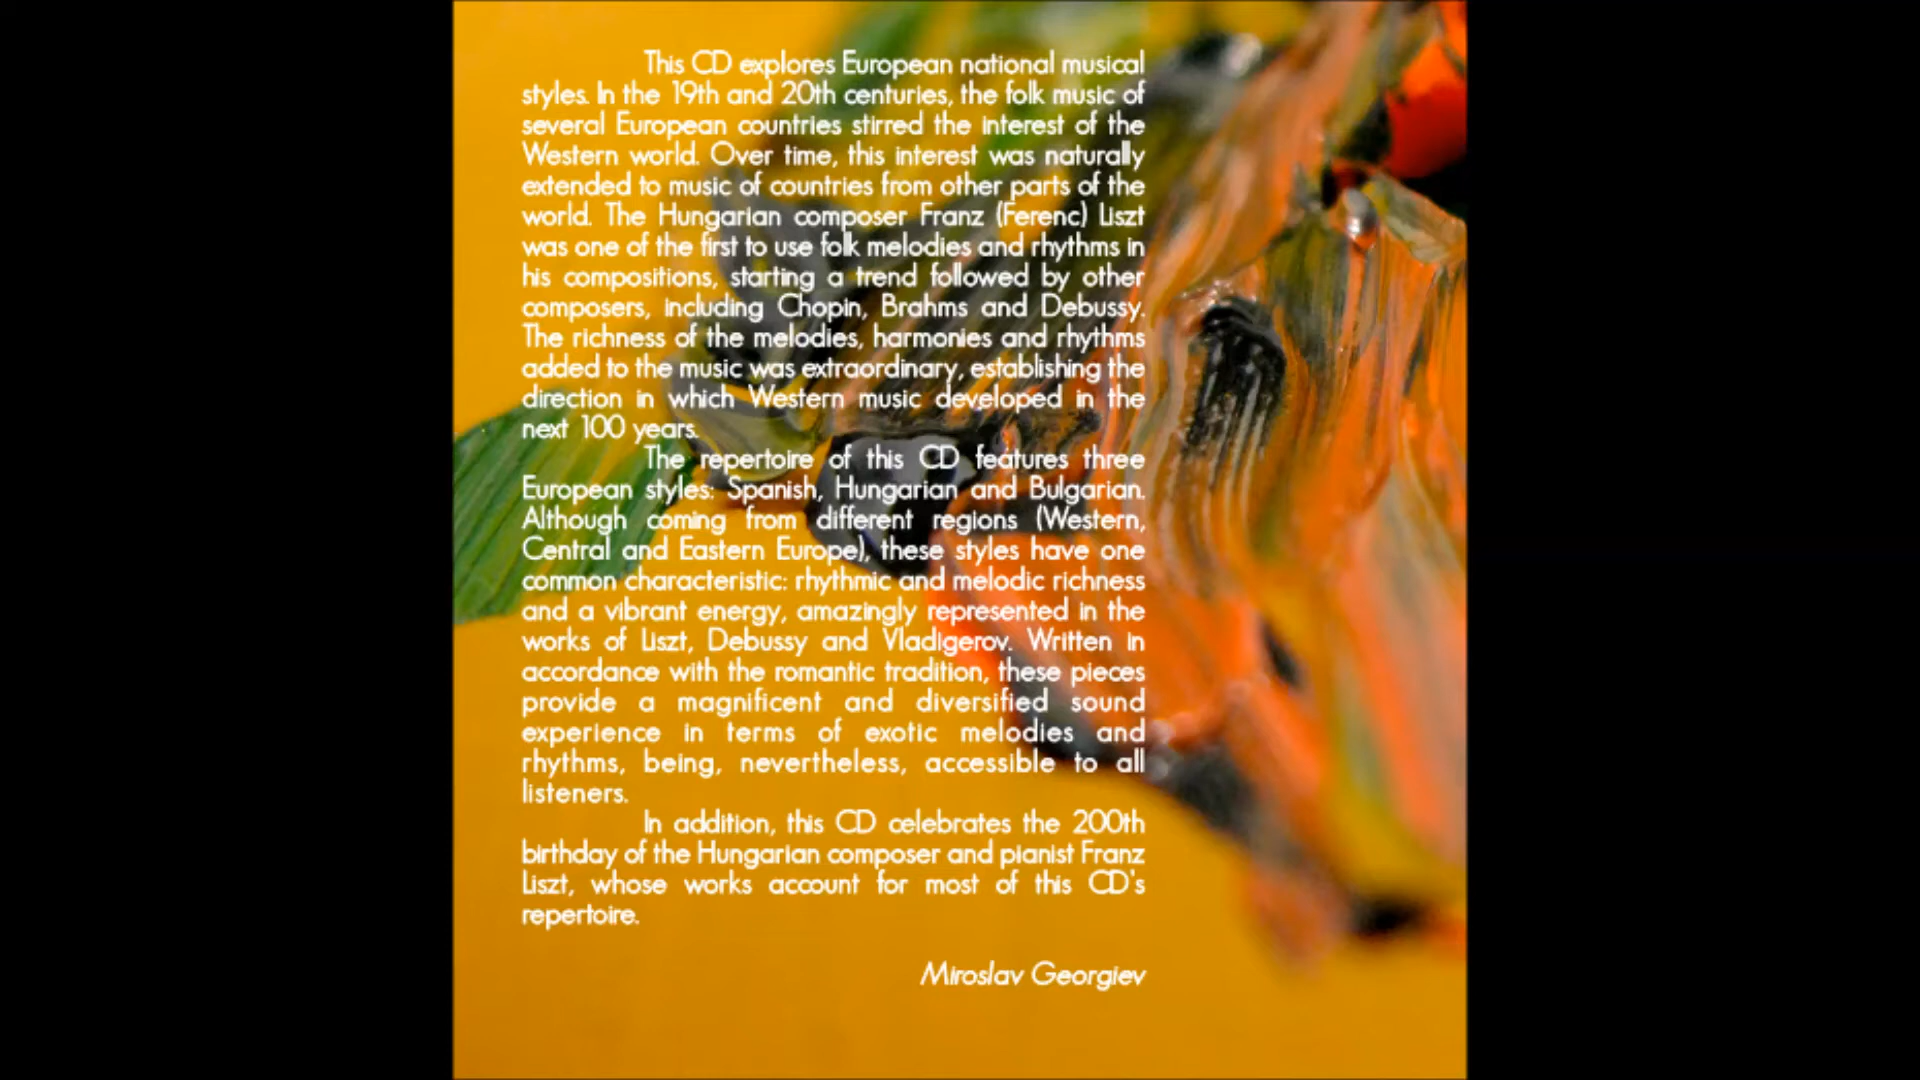 This CD explores European national musical
styles. In the 19th and 20th centuries, the folk music of
several European countries stirred the interest of the
Western world. Over time, this interest was naturally
extended to music of countries from other parts of the
world. The Hungarian composer Franz (Ferenc) Liszt
was one of the first to use folk melodies and rhythms in
his compositions, starting a trend followed by other
composers, including Chopin, Brahms and Debussy.
The richness of the melodies, harmonies and rhythms
added to the music was extraordinary, establishing the
direction in which Western music developed in the
next 100 years.
The repertoire of this CD features three
European styles: Spanish, Hungarian and Bulgarian.
Although coming from different regions (Western,
Central and Eastern Europe), these styles have one
common characteristic: rhythmic and melodic richness
and a vibrant energy, amazingly represented in the
works of Liszt, Debussy and Vladigerov. Written in
accordance with the romantic tradition, these pieces
provide a magnificent and diversified sound
experience in terms of exotic melodies and
rhythms, being, nevertheless, accessible to all
listeners.
In addition, this CD celebrates the 200th
birthday of the Hungarian composer and pianist Franz
Liszt, whose works account for most of this CD's
repertoire.
Miroslav Georgiev